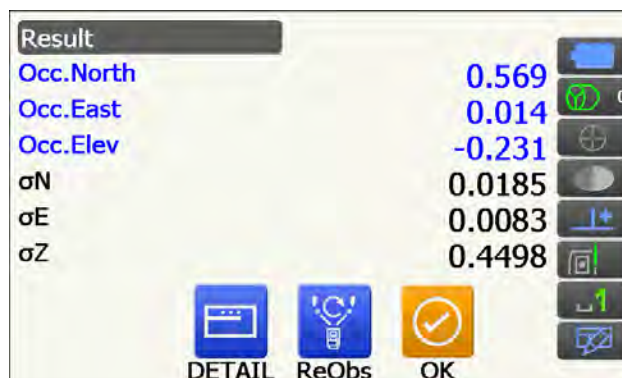 Result
Occ.North 0.569
Occ.East 0.014
Occ.Elev -0.231
σN 0.0185
σE 0.0083
σZ 0.4498
DETAIL ReObs OK